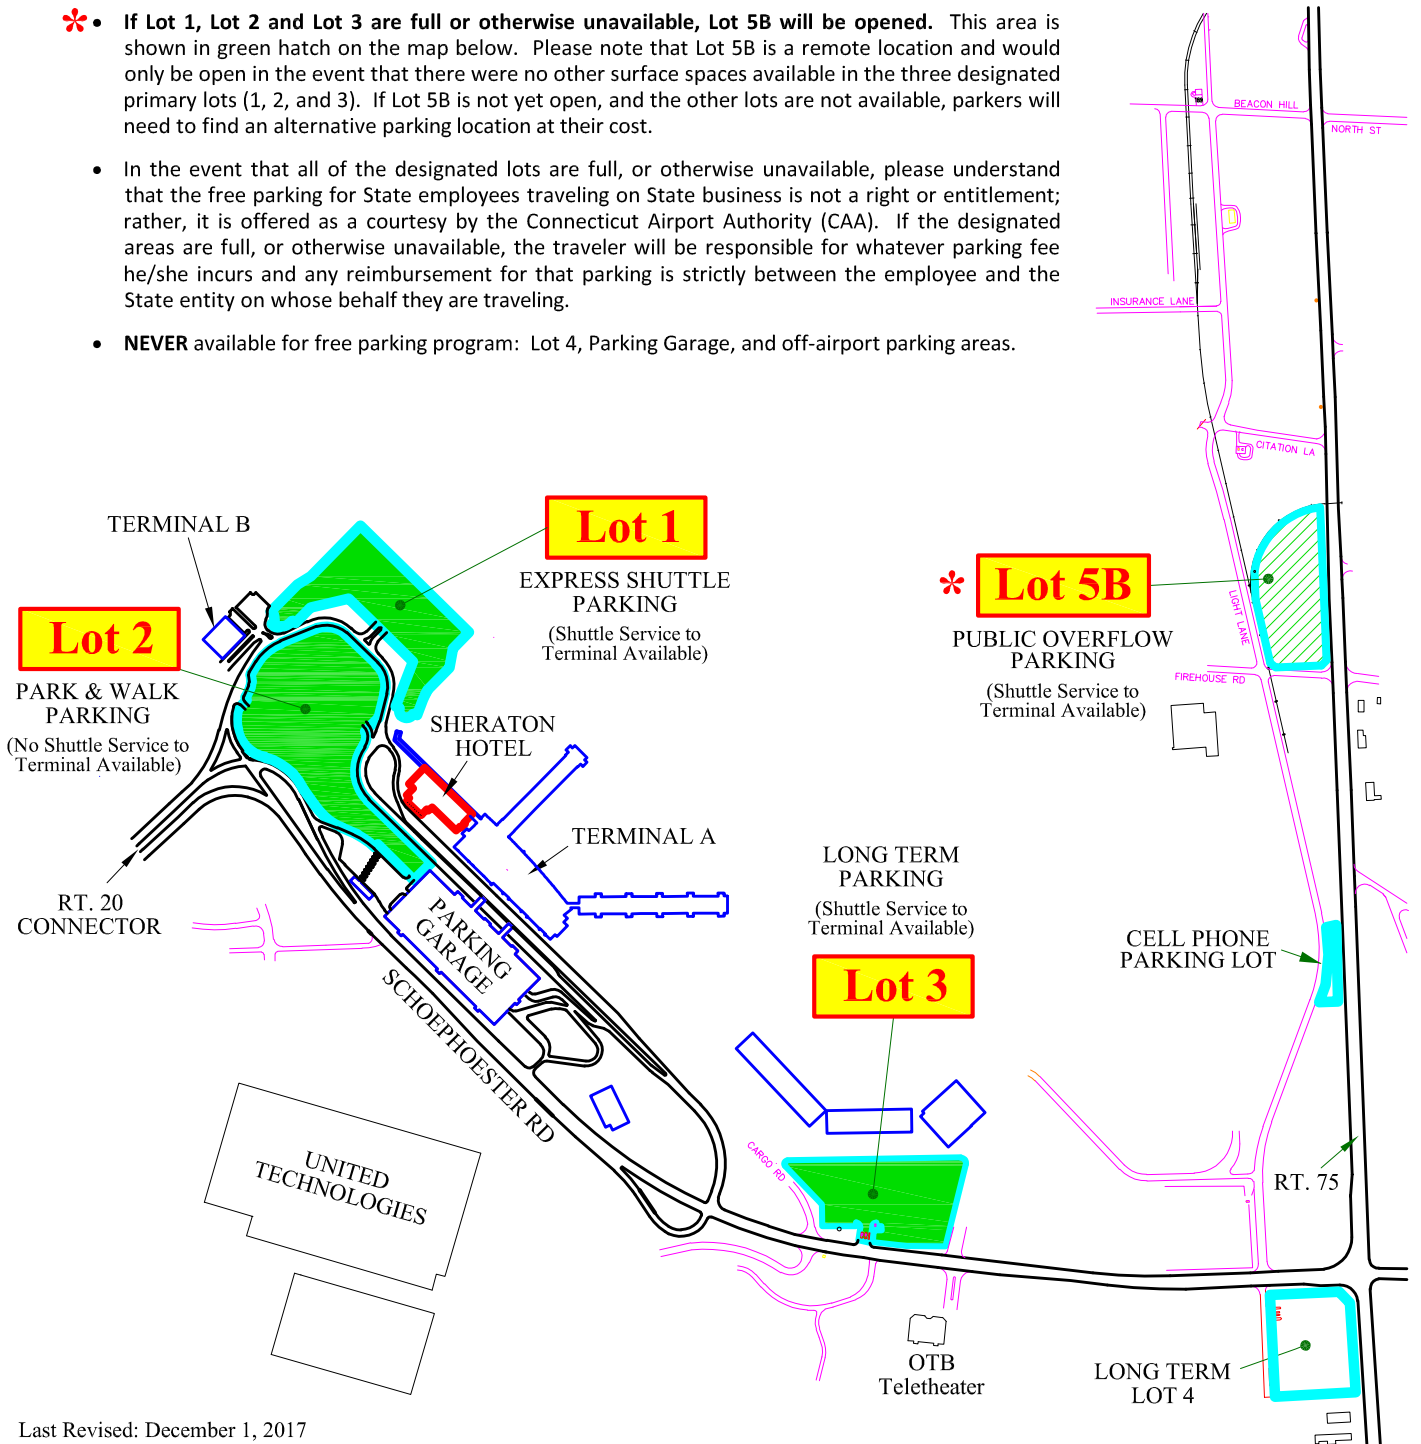 * • If Lot 1, Lot 2 and Lot 3 are full or otherwise unavailable, Lot 5B will be opened. This area is
shown in green hatch on the map below. Please note that Lot 5B is a remote location and would
only be open in the event that there were no other surface spaces available in the three designated
primary lots (1, 2, and 3). If Lot 5B is not yet open, and the other lots are not available, parkers will
need to find an alternative parking location at their cost.
• In the event that all of the designated lots are full, or otherwise unavailable, please understand
that the free parking for State employees traveling on State business is not a right or entitlement;
rather, it is offered as a courtesy by the Connecticut Airport Authority (CAA). If the designated
areas are full, or otherwise unavailable, the traveler will be responsible for whatever parking fee
he/she incurs and any reimbursement for that parking is strictly between the employee and the
State entity on whose behalf they are traveling.
• NEVER available for free parking program: Lot 4, Parking Garage, and off-airport parking areas.
BEACON HILL
NORTH ST
INSURANCE LANE
CITATION LA
TERMINAL B
Lot 1
EXPRESS SHUTTLE
PARKING
(Shuttle Service to
Terminal Available)
Lot 2
PARK & WALK
PARKING
(No Shuttle Service to
Terminal Available)
* Lot 5B
PUBLIC OVERFLOW
PARKING
(Shuttle Service to
Terminal Available)
LIGHT LANE
FIREHOUSE RD
SHERATON
HOTEL
TERMINAL A
RT. 20
CONNECTOR
PARKING
GARAGE
SCHOEPHOESTER RD
LONG TERM
PARKING
(Shuttle Service to
Terminal Available)
Lot 3
CELL PHONE
PARKING LOT
CARGO RD
UNITED
TECHNOLOGIES
RT. 75
OTB
Teletheater
LONG TERM
LOT 4
Last Revised: December 1, 2017